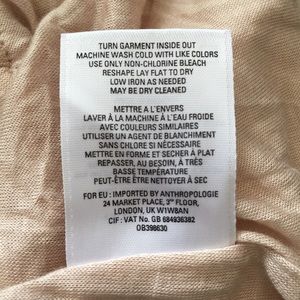 TURN GARMENT INSIDE OUT
MACHINE WASH COLD WITH LIKE COLORS
USE ONLY NON-CHLORINE BLEACH
RESHAPE LAY FLAT TO DRY
LOW IRON AS NEEDED
MAY BE DRY CLEANED
METTRE A L'ENVERS
LAVER À LA MACHINE À L'EAU FROIDE
AVEC COULEURS SIMILAIRES
UTILISER UN AGENT DE BLANCHIMENT
SANS CHLORE SI NÉCESSAIRE
METTRE EN FORME ET SECHER À PLAT
REPASSER, AU BESOIN, À TRÈS
BASSE TEMPÉRATURE
PEUT-ÊTRE NETTOYER À SEC
FOR EU : IMPORTED BY ANTHROPOLOGIE
24 MARKET PLACE, 3RD FLOOR,
LONDON, UK W1W8AN
CIF : VAT No. GB 684936382
OB398630